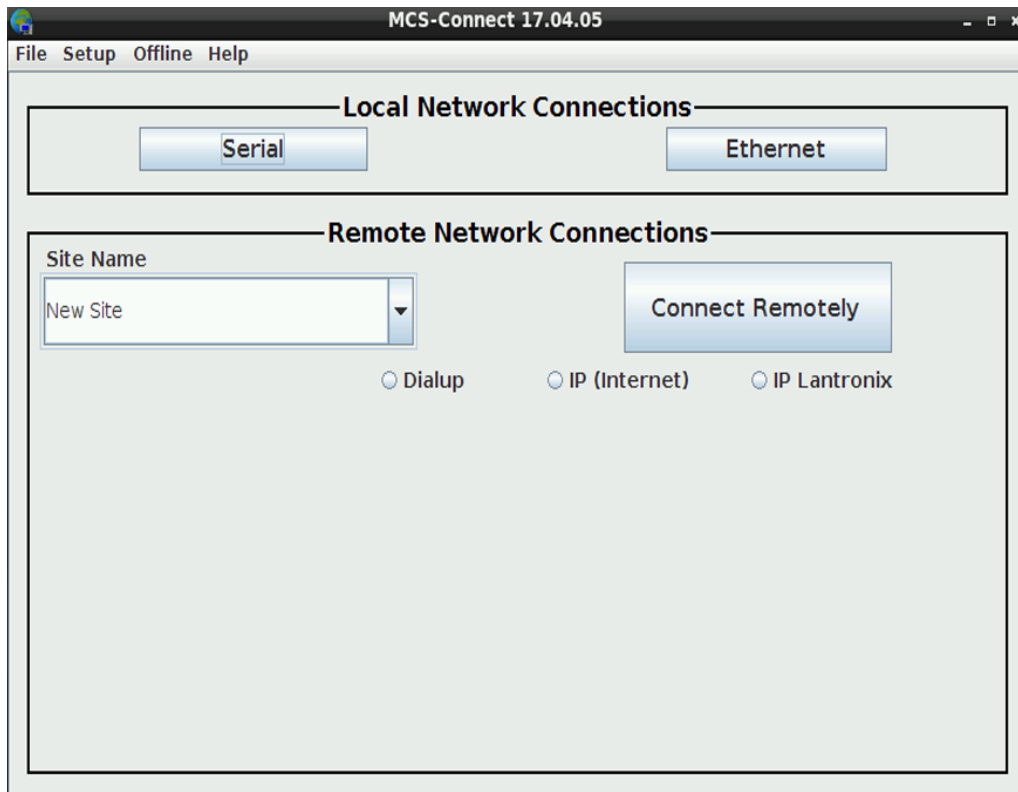 MCS-Connect 17.04.05
File Setup Offline Help
Local Network Connections
Serial Ethernet
Remote Network Connections
Site Name
New Site
Connect Remotely
Dialup IP (Internet) IP Lantronix